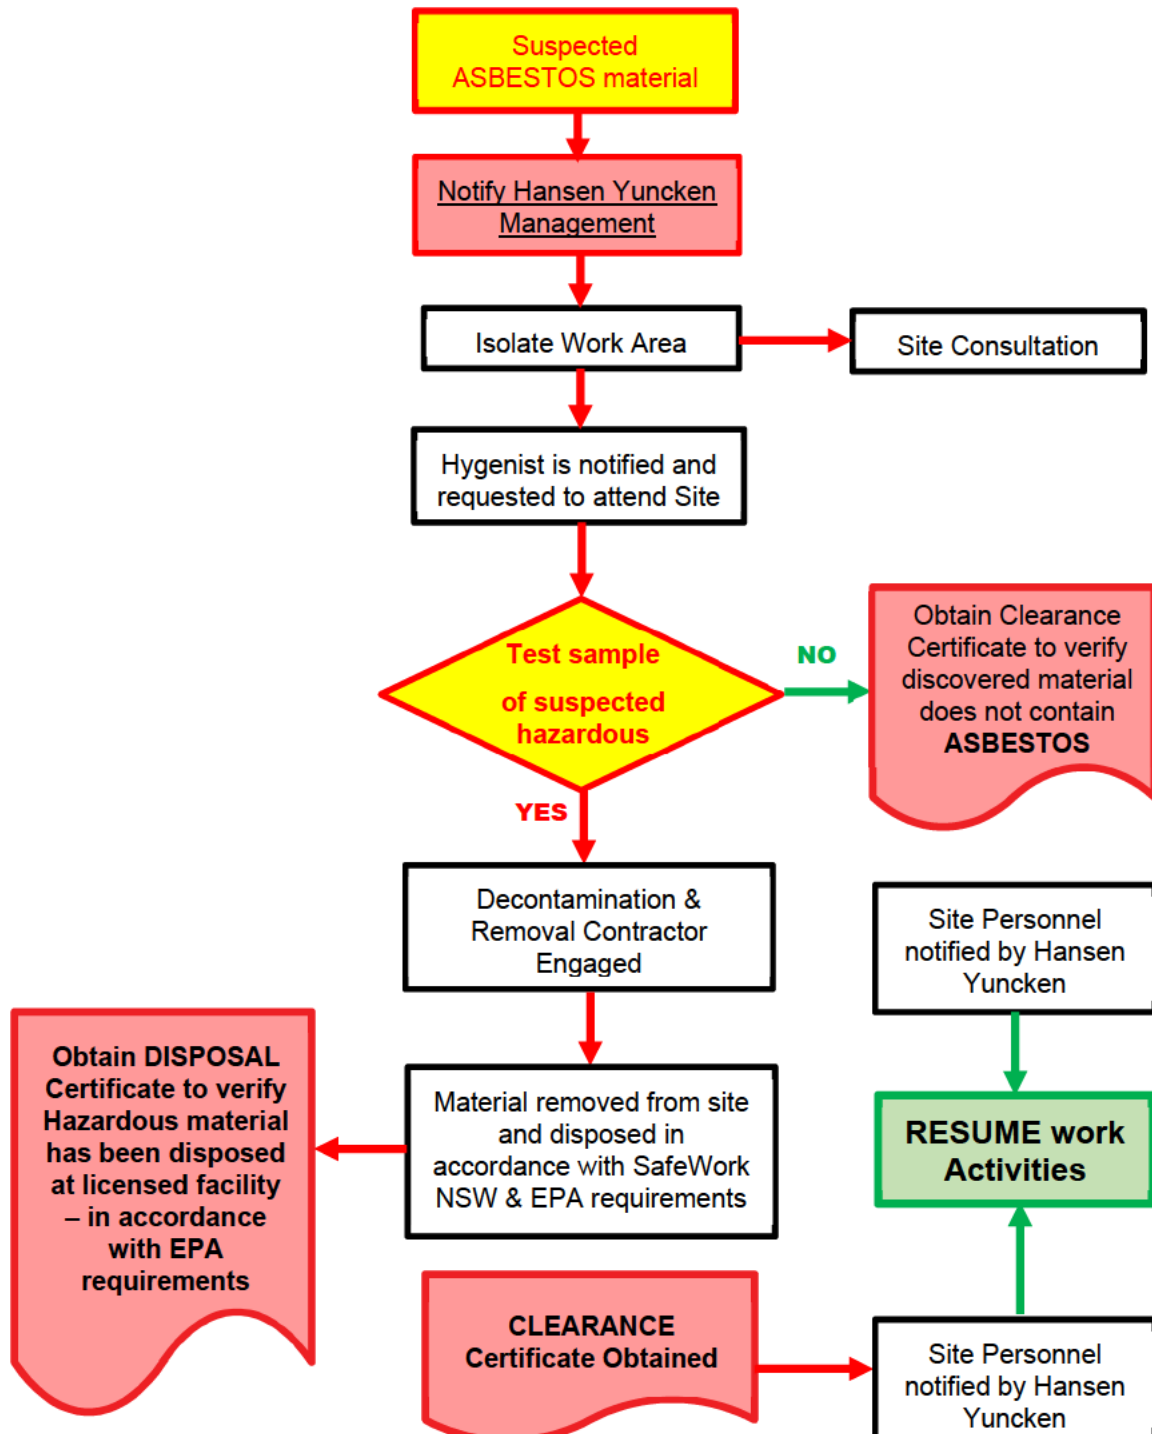 Suspected
ASBESTOS material
Notify Hansen Yuncken
Management
Isolate Work Area
Site Consultation
Hygenist is notified and
requested to attend Site
Test sample
of suspected
hazardous
NO
Obtain Clearance
Certificate to verify
discovered material
does not contain
ASBESTOS
YES
Decontamination &
Removal Contractor
Engaged
Site Personnel
notified by Hansen
Yuncken
Obtain DISPOSAL
Certificate to verify
Hazardous material
has been disposed
at licensed facility
– in accordance
with EPA
requirements
Material removed from site
and disposed in
accordance with SafeWork
NSW & EPA requirements
RESUME work
Activities
CLEARANCE
Certificate Obtained
Site Personnel
notified by Hansen
Yuncken